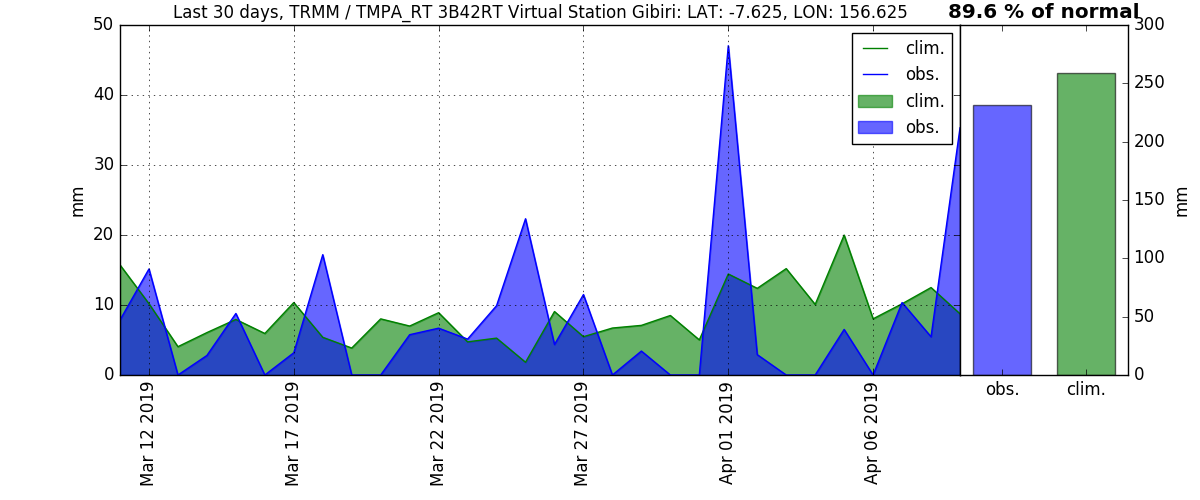 Last 30 days, TRMM / TMPA_RT 3B42RT Virtual Station Gibiri: LAT: -7.625, LON: 156.625
89.6 % of normal
50
40
30
20
10
0
mm
clim.
obs.
clim.
obs.
300
250
200
150
100
50
0
mm
Mar 12 2019
Mar 17 2019
Mar 22 2019
Mar 27 2019
Apr 01 2019
Apr 06 2019
obs.
clim.